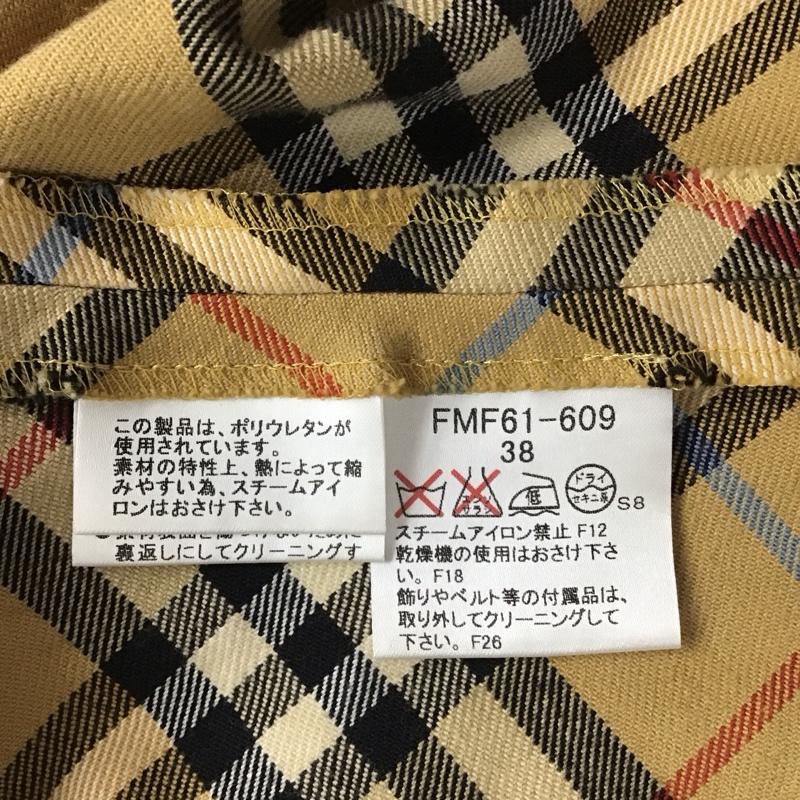 この製品は、ポリウレタンが
使用されています。
素材の特性上、熱によって縮
みやすい為、スチームアイ
ロンはおさけ下さい。
裏返しにしてクリーニングす
FMF61-609
38
エンソ
サラシ
低
ドライ
セキユ系
S8
スチームアイロン禁止 F12
乾燥機の使用はおさけ下さ
い。F18
飾りやベルト等の付属品は、
取り外してクリーニングして
下さい。F26